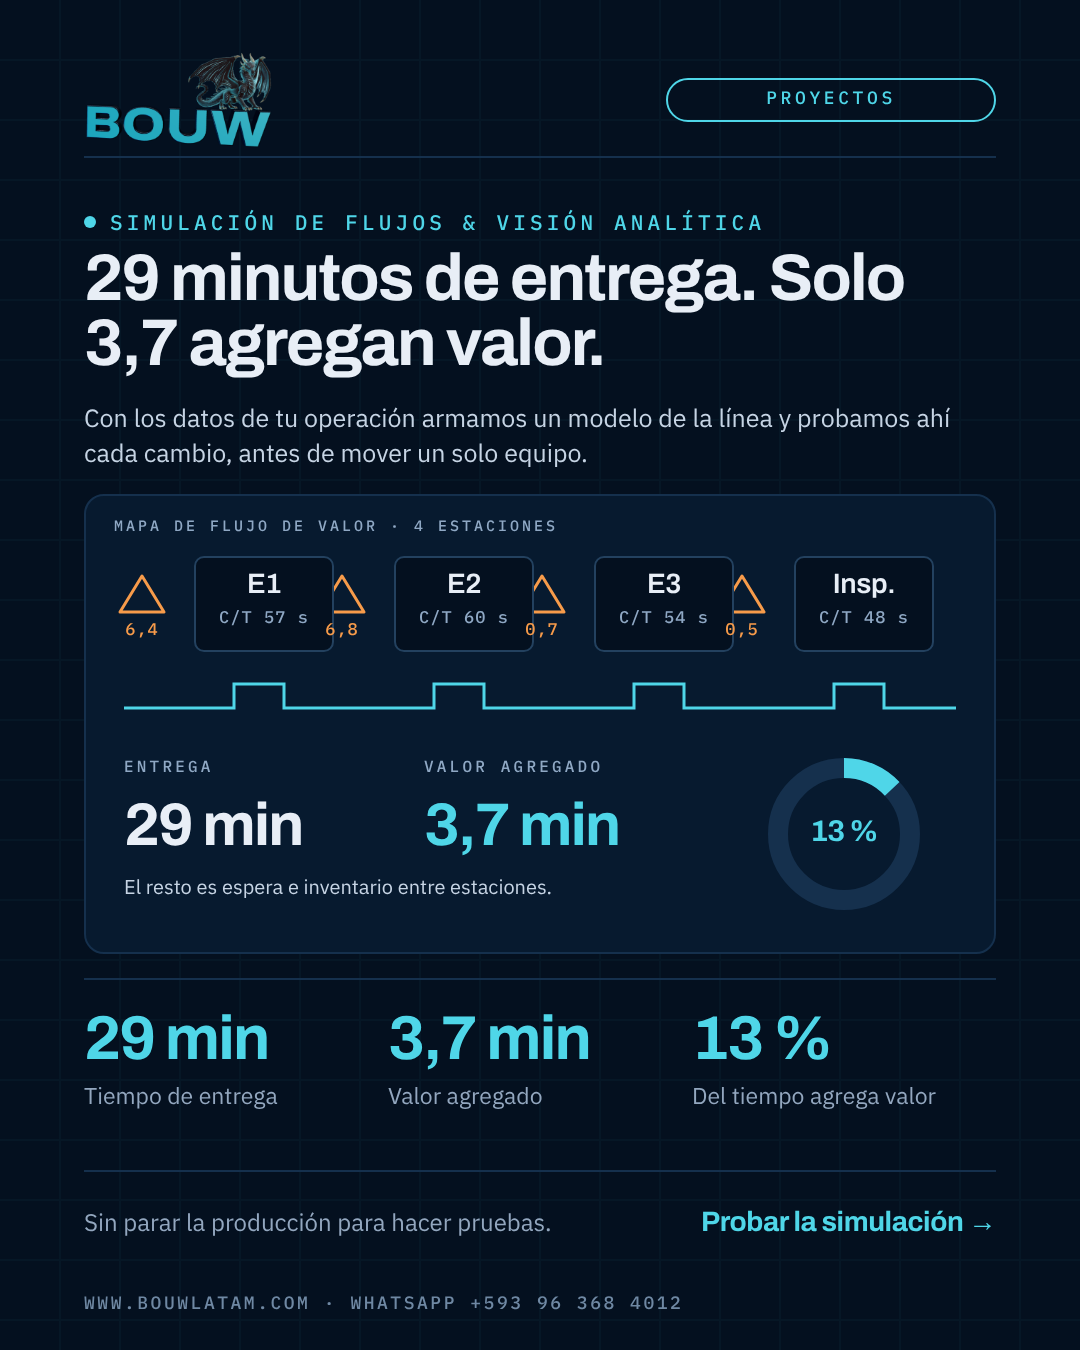 BOUW
PROYECTOS
SIMULACIÓN DE FLUJOS & VISIÓN ANALÍTICA
29 minutos de entrega. Solo
3,7 agregan valor.
Con los datos de tu operación armamos un modelo de la línea y probamos ahí
cada cambio, antes de mover un solo equipo.
MAPA DE FLUJO DE VALOR · 4 ESTACIONES
E1 E2 E3 Insp.
C/T 57 s C/T 60 s C/T 54 s C/T 48 s
6,4 6,8 0,7 0,5
ENTREGA VALOR AGREGADO
29 min 3,7 min 13 %
El resto es espera e inventario entre estaciones.
29 min 3,7 min 13 %
Tiempo de entrega Valor agregado Del tiempo agrega valor
Sin parar la producción para hacer pruebas. Probar la simulación →
WWW.BOUWLATAM.COM · WHATSAPP +593 96 368 4012